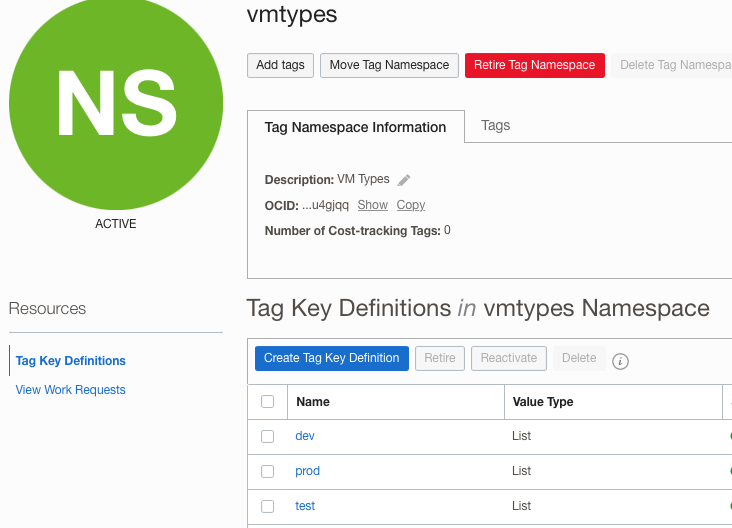 vmtypes
NS
Add tags Move Tag Namespace Retire Tag Namespace Delete Tag Namespa
Tag Namespace Information Tags
Description: VM Types
OCID: ...u4gjqq Show Copy
ACTIVE
Number of Cost-tracking Tags: 0
Resources
Tag Key Definitions
View Work Requests
Tag Key Definitions in vmtypes Namespace
Create Tag Key Definition Retire Reactivate Delete i
Name Value Type
dev List
prod List
test List